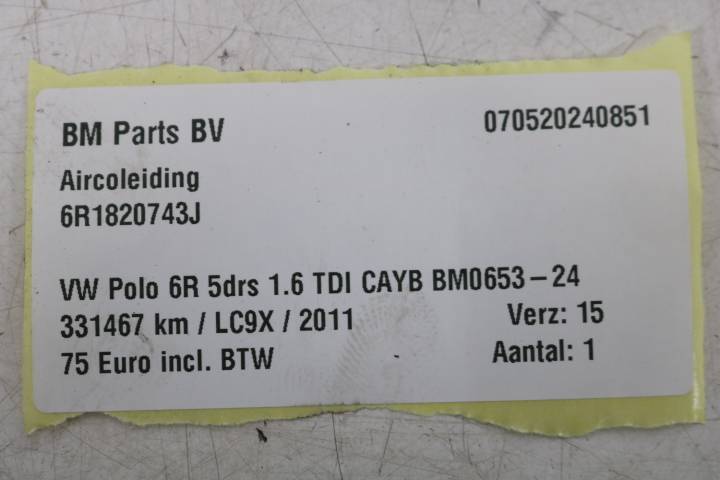 BM Parts BV 070520240851
Aircoleiding
6R1820743J
VW Polo 6R 5drs 1.6 TDI CAYB BM0653-24
331467 km / LC9X / 2011 Verz: 15
75 Euro incl. BTW Aantal: 1